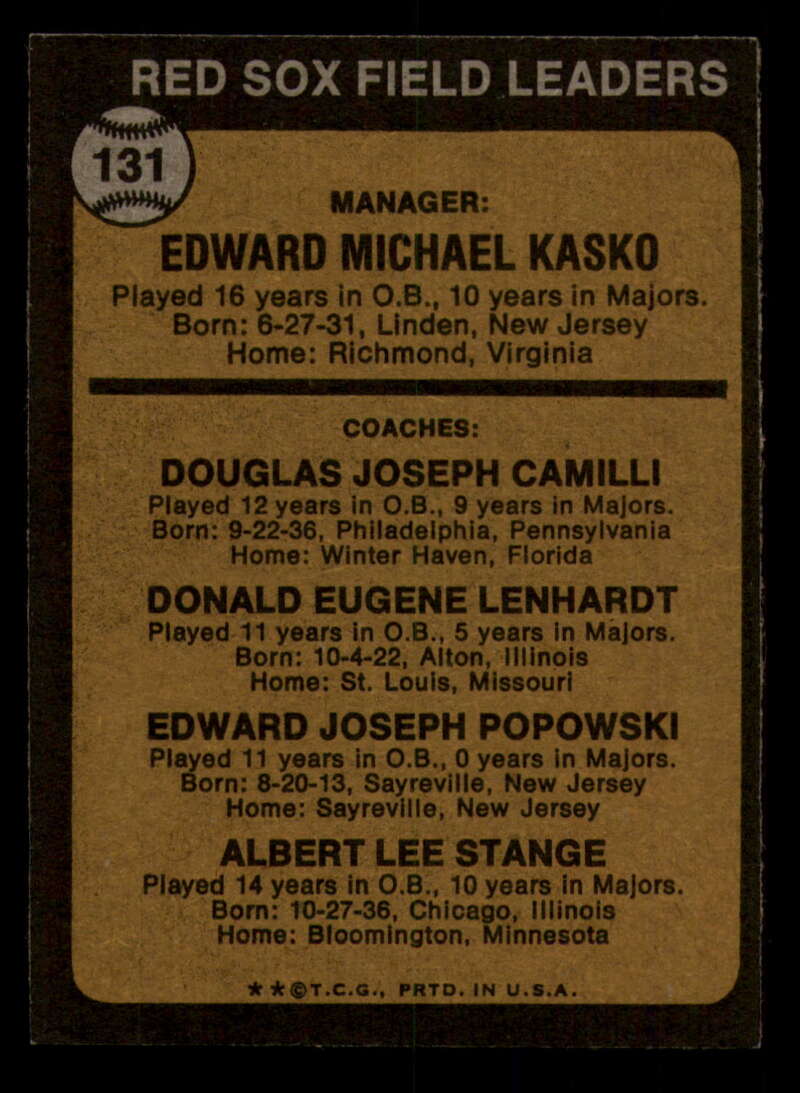 RED SOX FIELD LEADERS
131
MANAGER:
EDWARD MICHAEL KASKO
Played 16 years in O.B., 10 years in Majors.
Born: 6-27-31, Linden, New Jersey
Home: Richmond, Virginia
COACHES:
DOUGLAS JOSEPH CAMILLI
Played 12 years in O.B., 9 years in Majors.
Born: 9-22-36, Philadelphia, Pennsylvania
Home: Winter Haven, Florida
DONALD EUGENE LENHARDT
Played 11 years in O.B., 5 years in Majors.
Born: 10-4-22, Alton, Illinois
Home: St. Louis, Missouri
EDWARD JOSEPH POPOWSKI
Played 11 years in O.B., 0 years in Majors.
Born: 8-20-13, Sayreville, New Jersey
Home: Sayreville, New Jersey
ALBERT LEE STANGE
Played 14 years in O.B., 10 years in Majors.
Born: 10-27-36, Chicago, Illinois
Home: Bloomington, Minnesota
★★©T.C.G., PRTD. IN U.S.A.